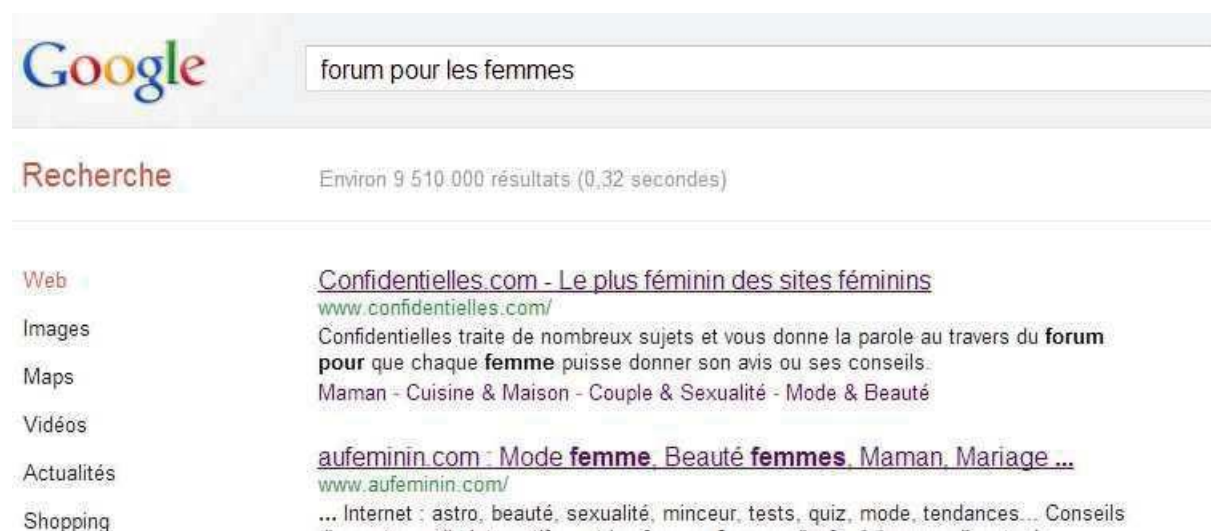 Google
forum pour les femmes
Recherche
Environ 9 510 000 résultats (0,32 secondes)
Web
Images
Maps
Vidéos
Actualités
Shopping
Confidentielles.com - Le plus féminin des sites féminins
www.confidentielles.com/
Confidentielles traite de nombreux sujets et vous donne la parole au travers du forum
pour que chaque femme puisse donner son avis ou ses conseils.
Maman - Cuisine & Maison - Couple & Sexualité - Mode & Beauté
aufeminin.com : Mode femme, Beauté femmes, Maman, Mariage ...
www.aufeminin.com/
... Internet : astro, beauté, sexualité, minceur, tests, quiz, mode, tendances... Conseils